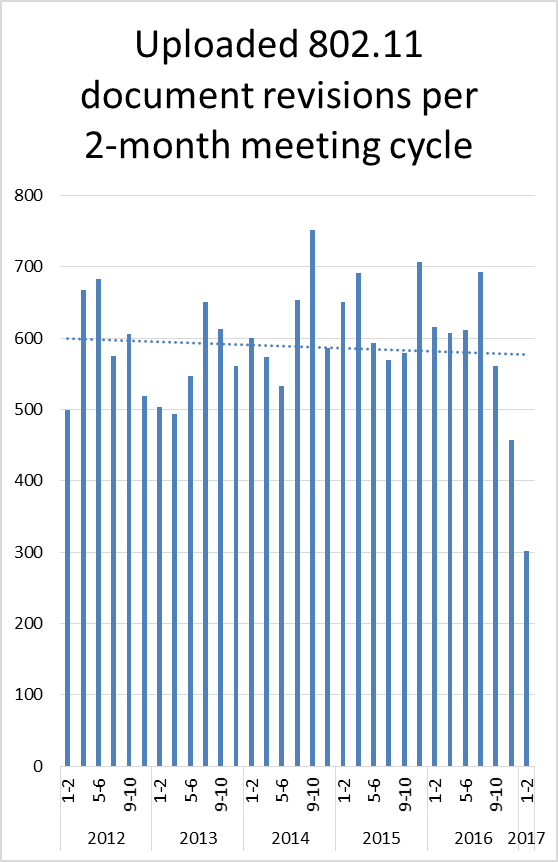 Uploaded 802.11
document revisions per
2-month meeting cycle
800
700
600
500
400
300
200
100
0
1-2 5-6 9-10 1-2 5-6 9-10 1-2 5-6 9-10 1-2 5-6 9-10 1-2 5-6 9-10 1-2
2012 2013 2014 2015 2016 2017